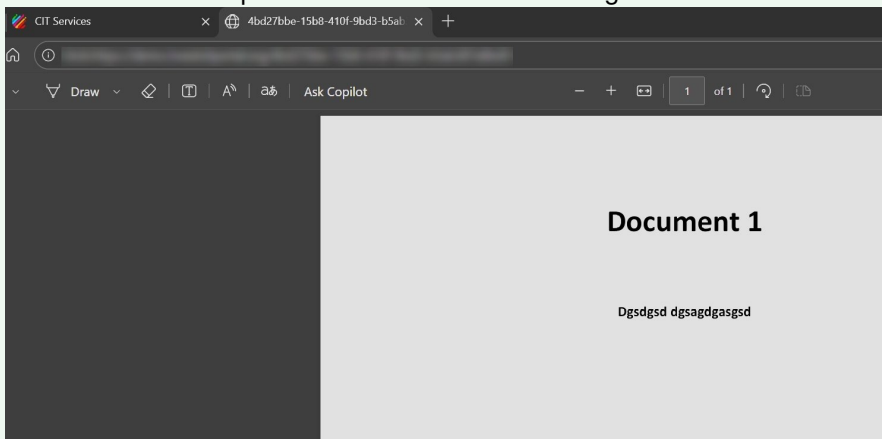 CIT Services
4bd27bbe-15b8-410f-9bd3-b5ab
Draw
Ask Copilot
1 of 1
Document 1
Dgsdgsd dgsagdgasgsd